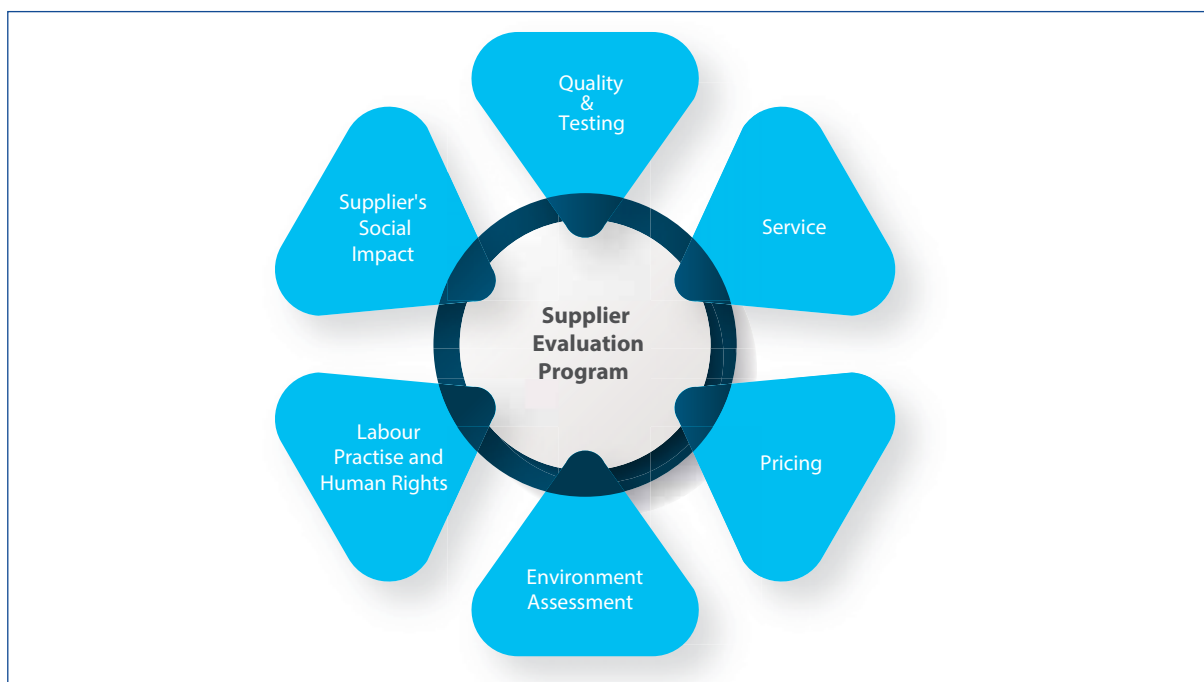 Quality
&
Testing
Service
Pricing
Environment
Assessment
Labour
Practise and
Human Rights
Supplier's
Social
Impact
Supplier
Evaluation
Program